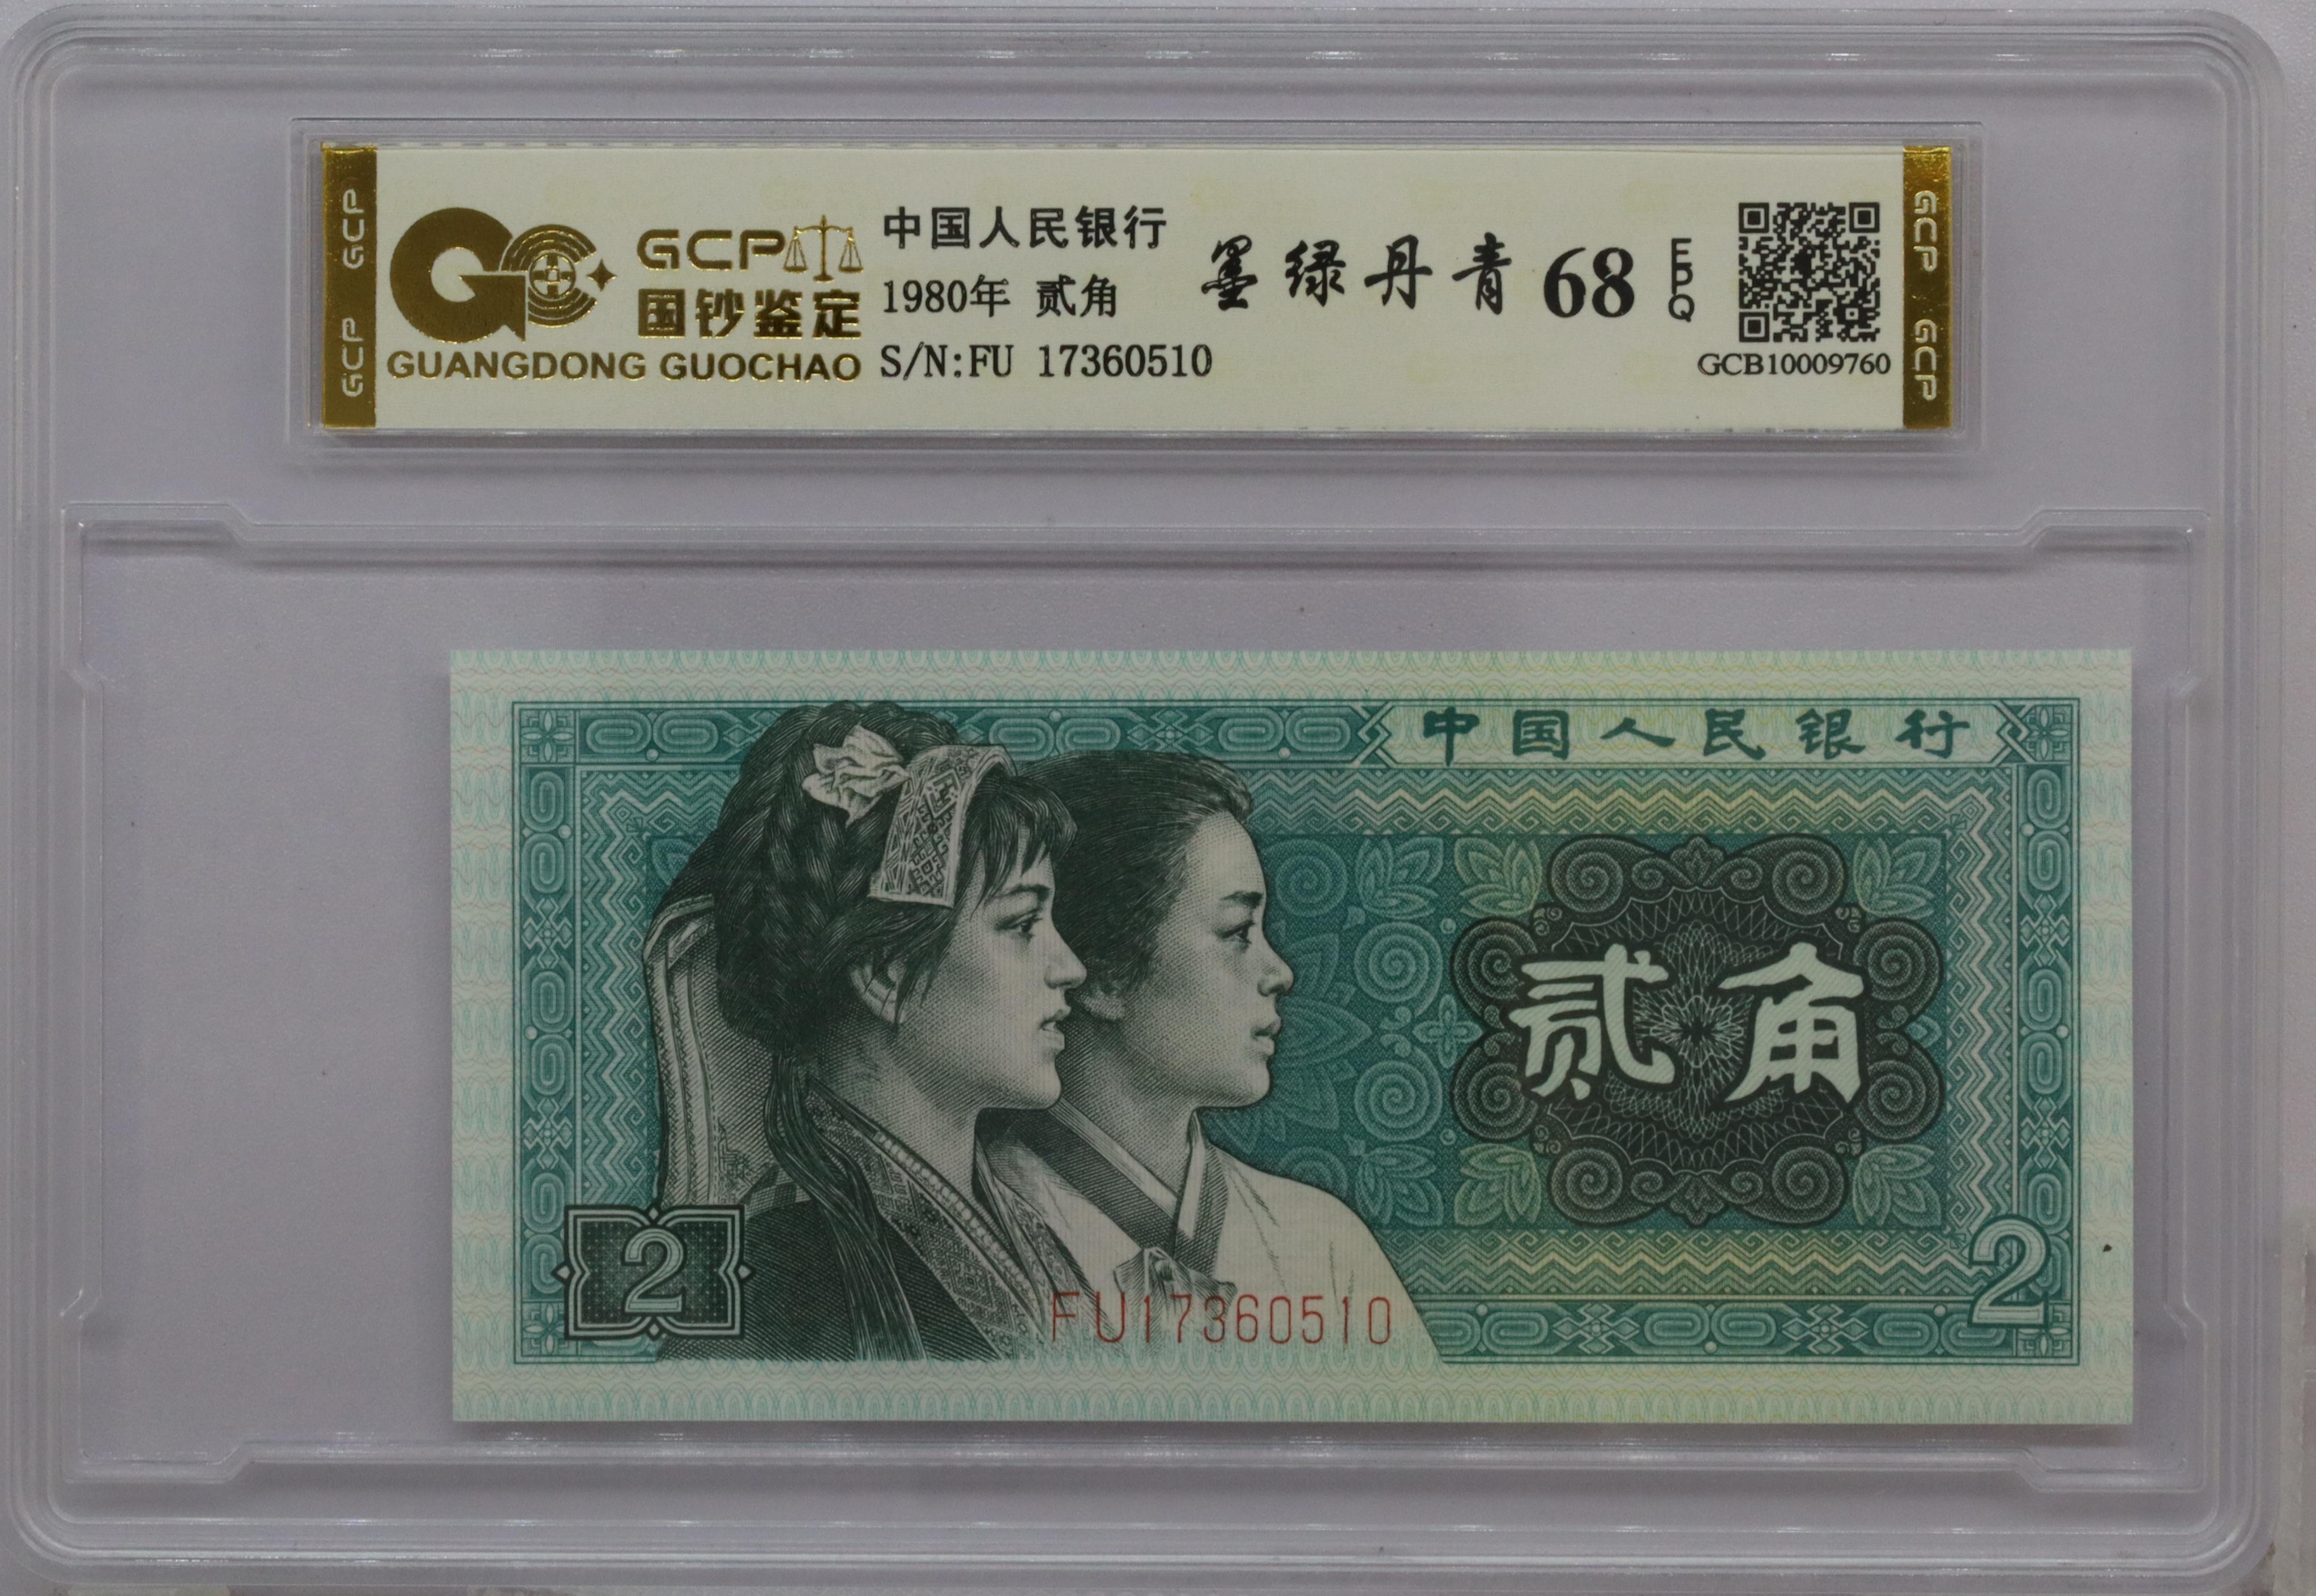 GCP GCP
GCP
国钞鉴定
GUANGDONG GUOCHAO
中国人民银行
1980年 贰角
S/N:FU 17360510
墨绿丹青 68 EPQ
GCB10009760
GCP GCP
中国人民银行
贰角
2
2
FU17360510